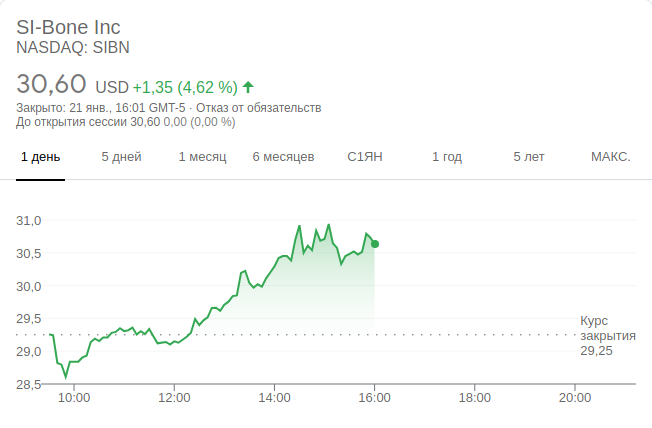 SI-Bone Inc
NASDAQ: SIBN
30,60 USD +1,35 (4,62 %)
Закрыто: 21 янв., 16:01 GMT-5 · Отказ от обязательств
До открытия сессии 30,60 0,00 (0,00 %)
1 день 5 дней 1 месяц 6 месяцев С1ЯН 1 год 5 лет МАКС.
31,0
30,5
30,0
29,5
Курс
закрытия
29,25
29,0
28,5
10:00 12:00 14:00 16:00 18:00 20:00